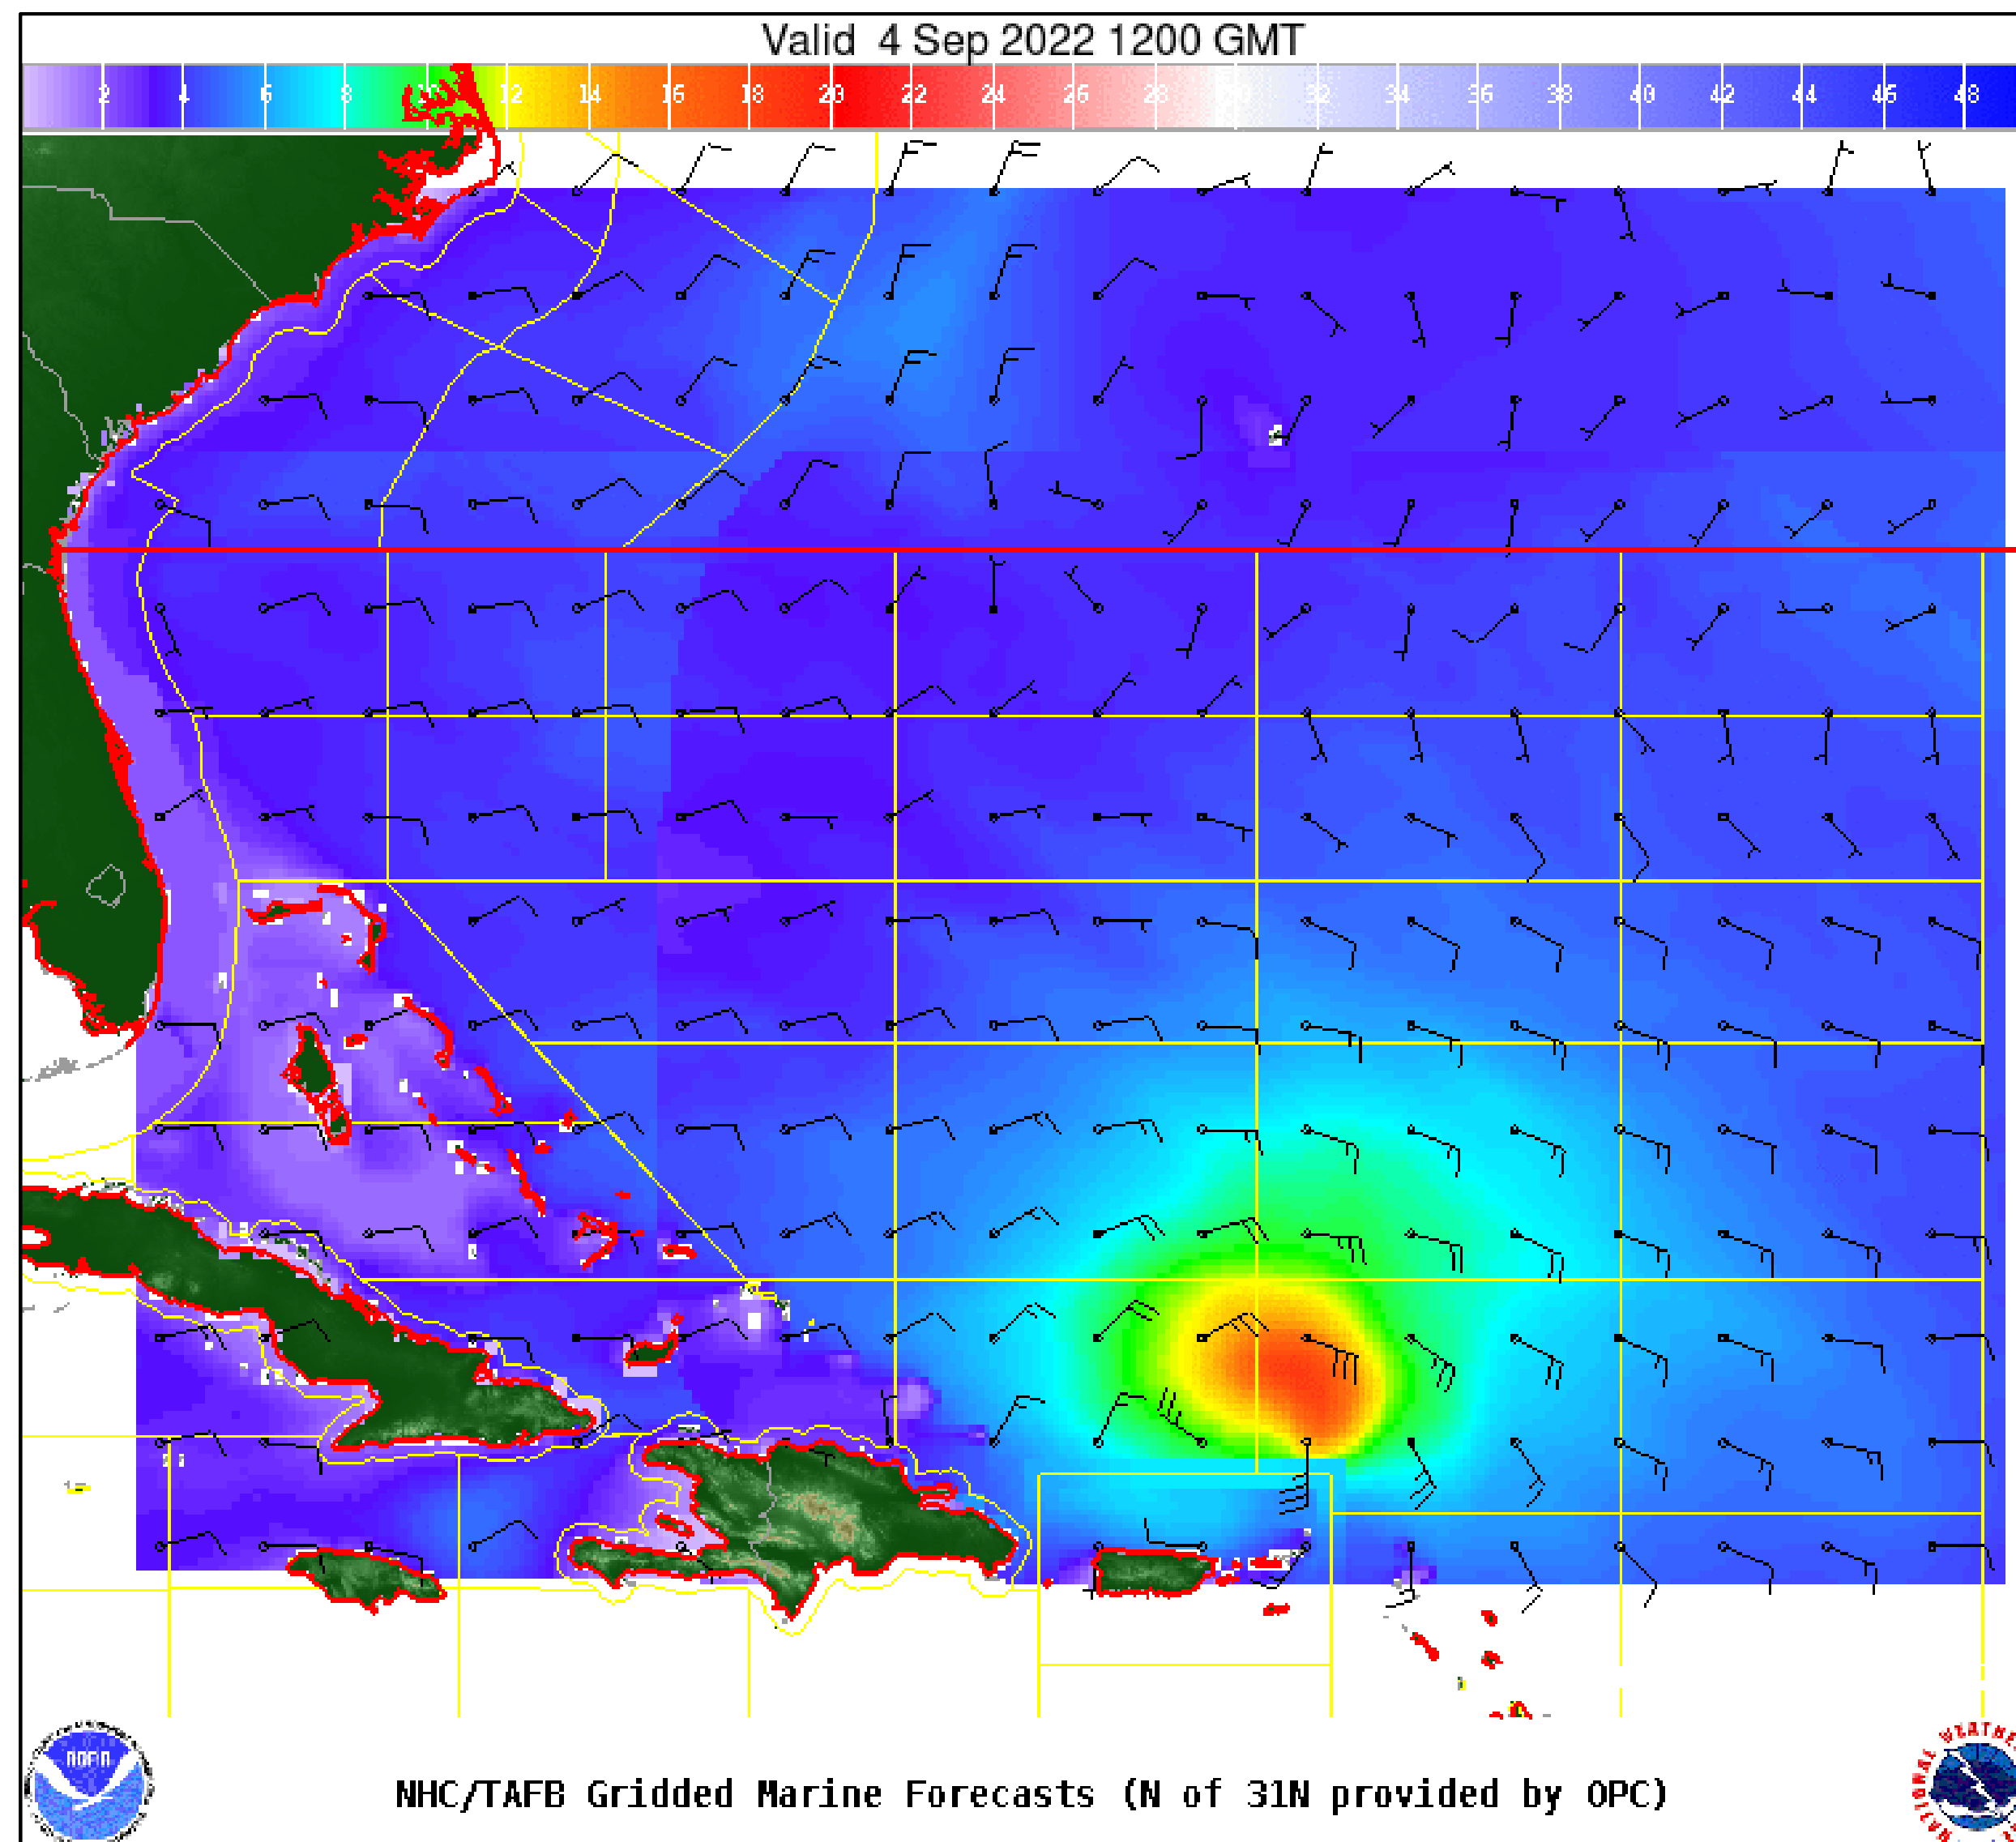 Valid 4 Sep 2022 1200 GMT
2 4 6 8 10 12 14 16 18 20 22 24 26 28 30 32 34 36 38 40 42 44 46 48
NHC/TAFB Gridded Marine Forecasts (N of 31N provided by OPC)
NOAA
NATIONAL WEATHER